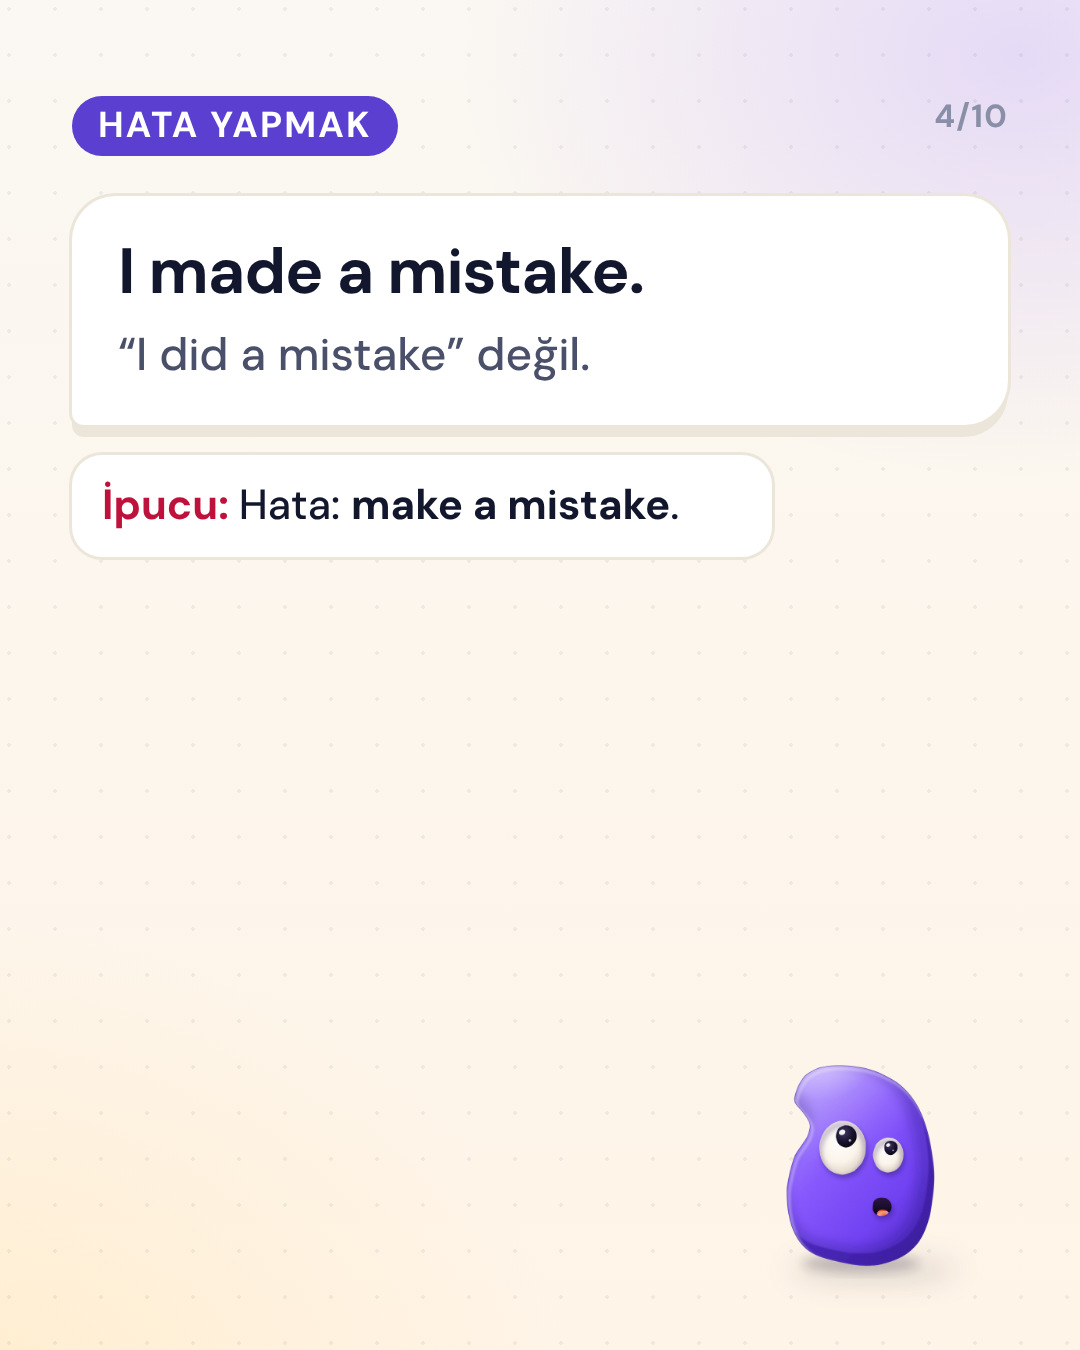 HATA YAPMAK
4/10
I made a mistake.
“I did a mistake” değil.
İpucu: Hata: make a mistake.